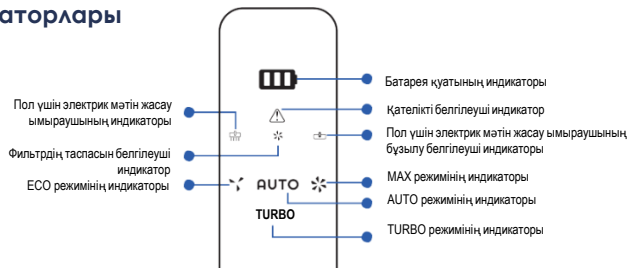 аторлары
Батарея қуатының индикаторы
Пол үшін электрик мәтін жасау
ымыраушының индикаторы
Қателікті белгілеуші индикатор
Пол үшін электрик мәтін жасау ымыраушының
бұзылу белгілеуші индикаторы
Фильтрдің таспасын белгілеуші
индикатор
ECO режимінің индикаторы
AUTO
MAX режимінің индикаторы
AUTO режимінің индикаторы
TURBO
TURBO режимінің индикаторы